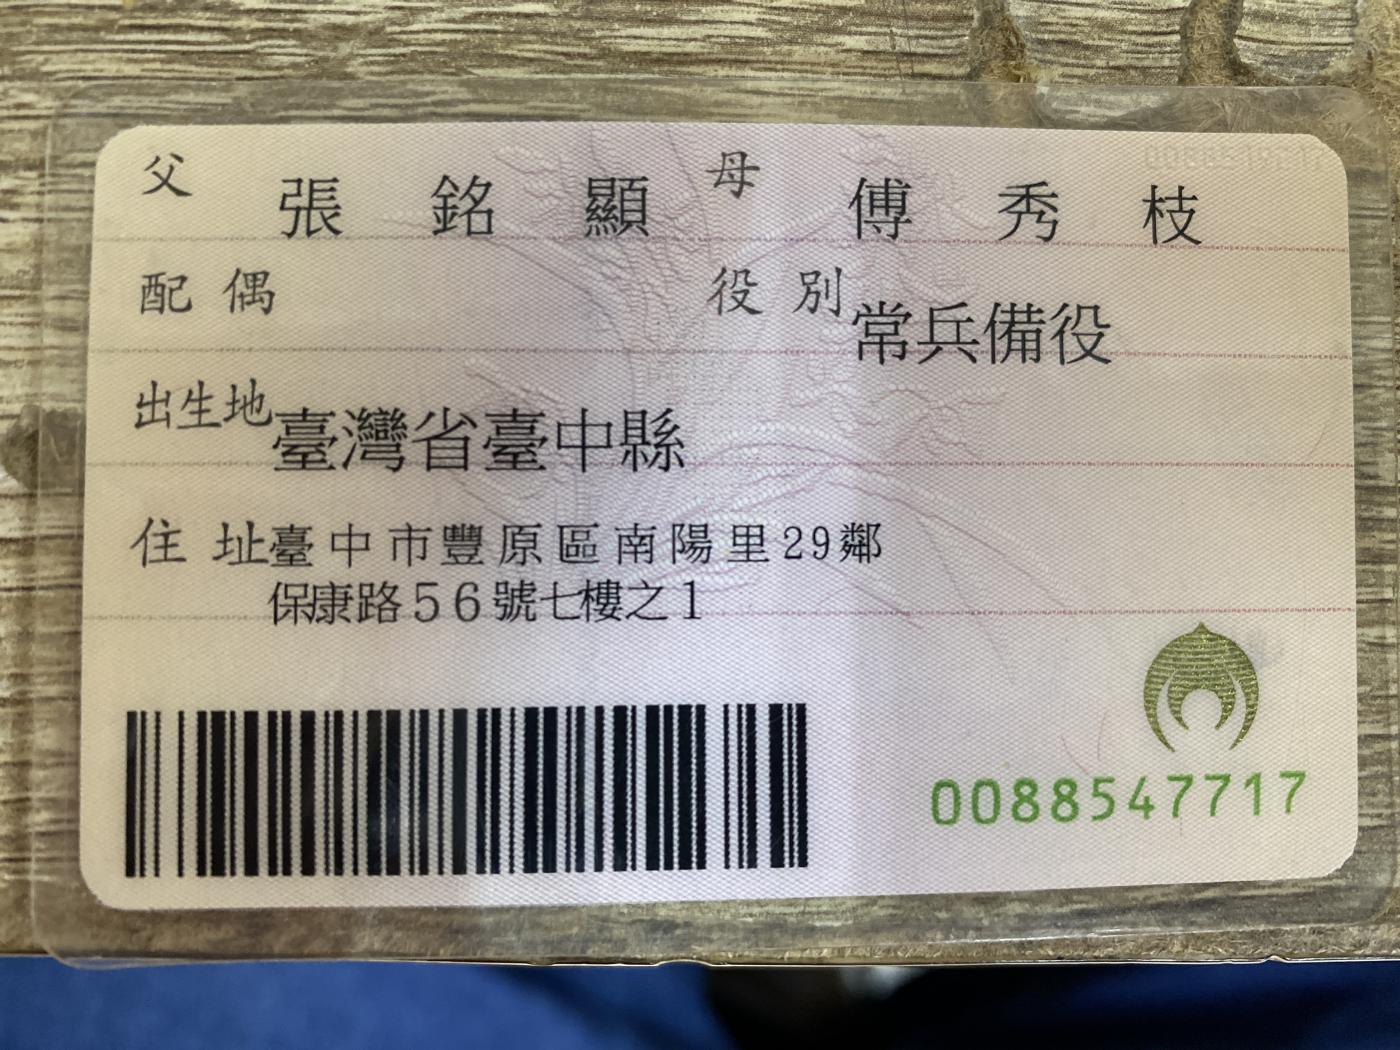 父 張銘顯 母 傅秀枝
配偶 役別 常兵備役
出生地 臺灣省臺中縣
住址 臺中市豐原區南陽里29鄰
保康路56號七樓之1
0088547717